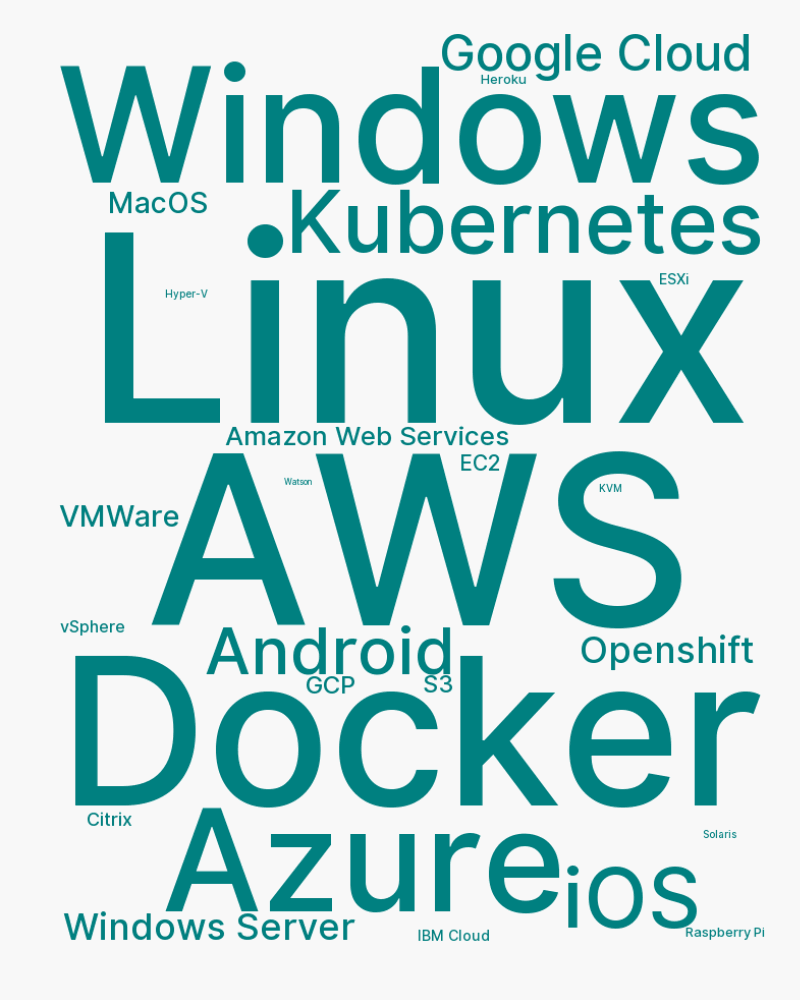 Google Cloud
Heroku
Windows
MacOS
Kubernetes
Linux
Hyper-V
ESXi
Amazon Web Services
AWS
EC2
Watson
KVM
VMWare
vSphere
Android
Openshift
GCP
S3
Docker
Citrix
Azure
Solaris
iOS
Windows Server
IBM Cloud
Raspberry Pi